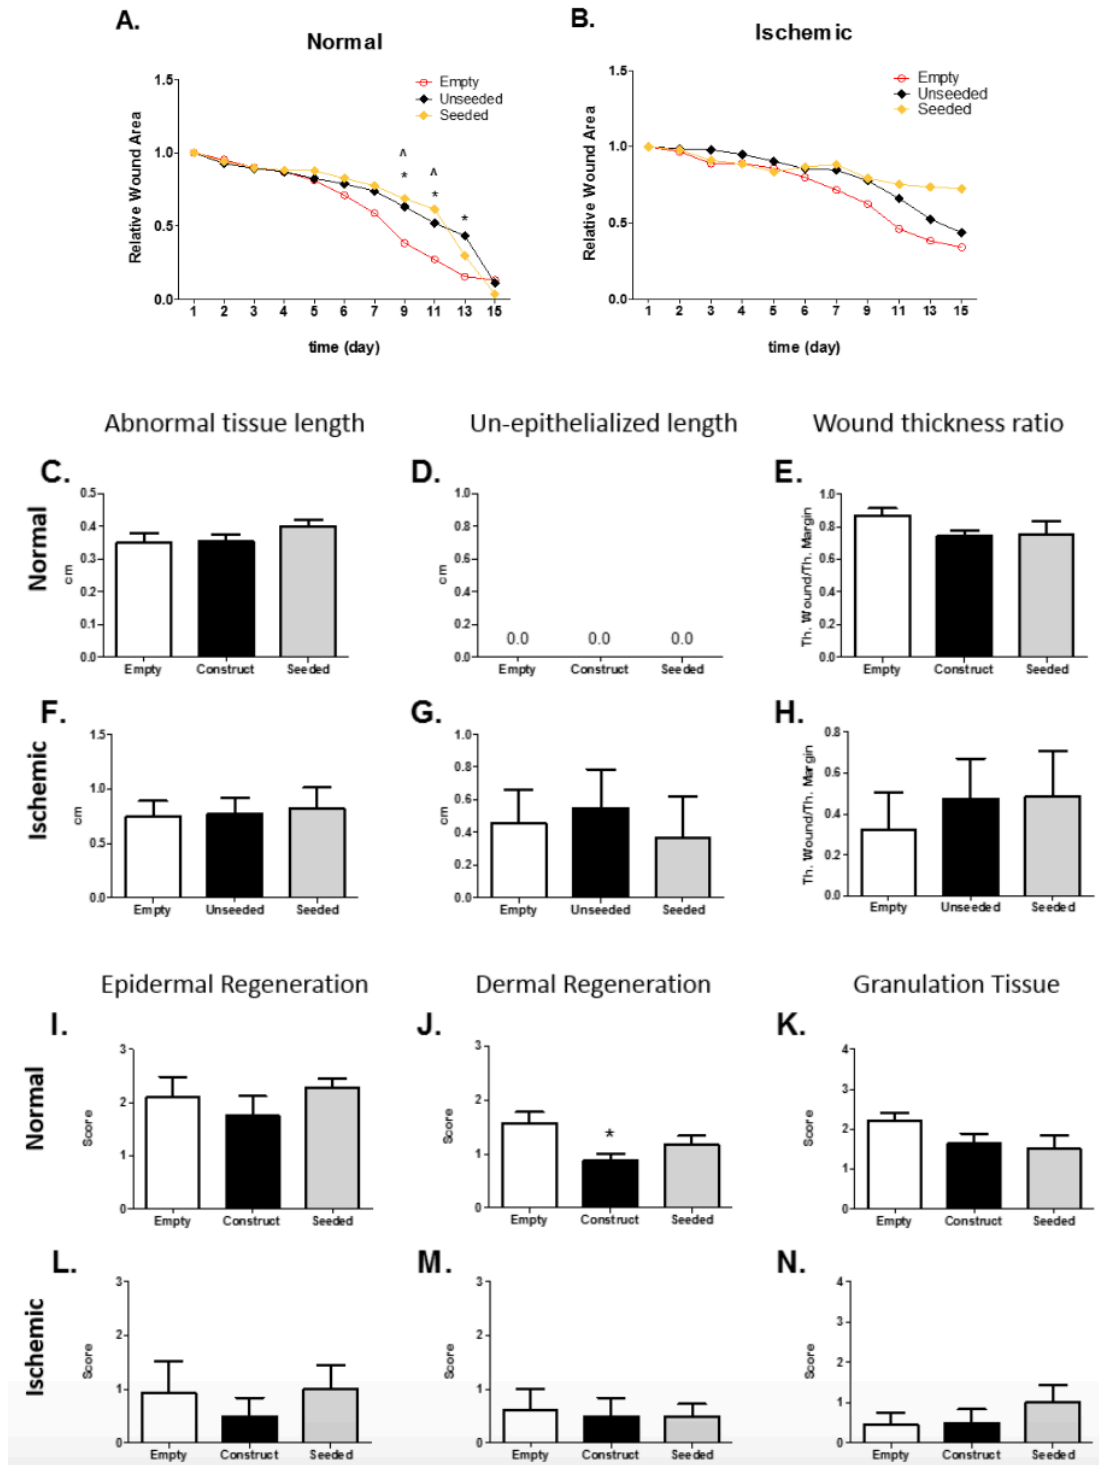 A.
Normal
1.5
1.0
0.5
0.0
Relative Wound Area
Empty
Unseeded
Seeded
^
*
^
*
*
1 2 3 4 5 6 7 9 11 13 15
time (day)
B.
Ischemic
1.5
1.0
0.5
0.0
Relative Wound Area
Empty
Unseeded
Seeded
1 2 3 4 5 6 7 9 11 13 15
time (day)
Abnormal tissue length
Un-epithelialized length
Wound thickness ratio
Normal
C.
0.5
0.4
0.3
0.2
0.1
0.0
cm
Empty Construct Seeded
D.
1.0
0.8
0.6
0.4
0.2
0.0
cm
0.0 0.0 0.0
Empty Construct Seeded
E.
1.0
0.8
0.6
0.4
0.2
0.0
Th. Wound/Th. Margin
Empty Construct Seeded
Ischemic
F.
1.5
1.0
0.5
0.0
cm
Empty Unseeded Seeded
G.
1.0
0.8
0.6
0.4
0.2
0.0
cm
Empty Unseeded Seeded
H.
0.8
0.6
0.4
0.2
0.0
Th. Wound/Th. Margin
Empty Unseeded Seeded
Epidermal Regeneration
Dermal Regeneration
Granulation Tissue
Normal
I.
3
2
1
0
Score
Empty Construct Seeded
J.
3
2
1
0
Score
*
Empty Construct Seeded
K.
4
3
2
1
0
Score
Empty Construct Seeded
Ischemic
L.
3
2
1
0
Score
Empty Construct Seeded
M.
3
2
1
0
Score
Empty Construct Seeded
N.
4
3
2
1
0
Score
Empty Construct Seeded